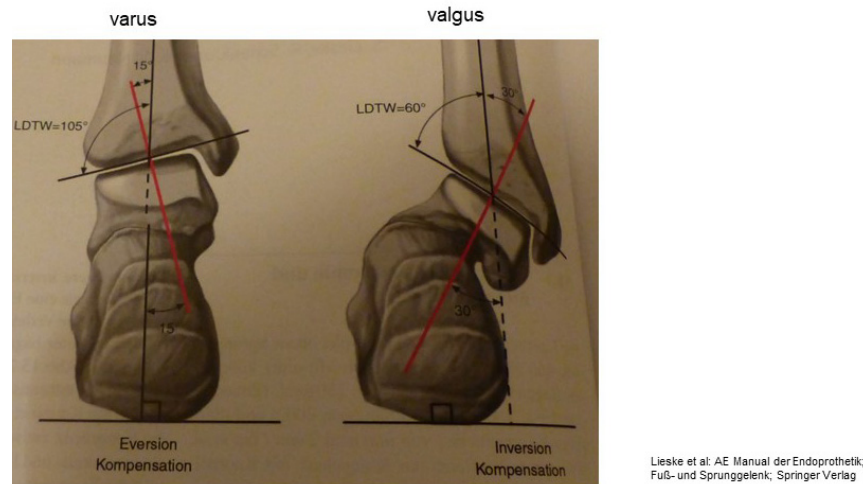 varus
valgus
15°
30°
LDTW=105°
LDTW=60°
15
30
Eversion
Kompensation
Inversion
Kompensation
Lieske et al: AE Manual der Endoprothetik;
Fuß- und Sprunggelenk; Springer Verlag